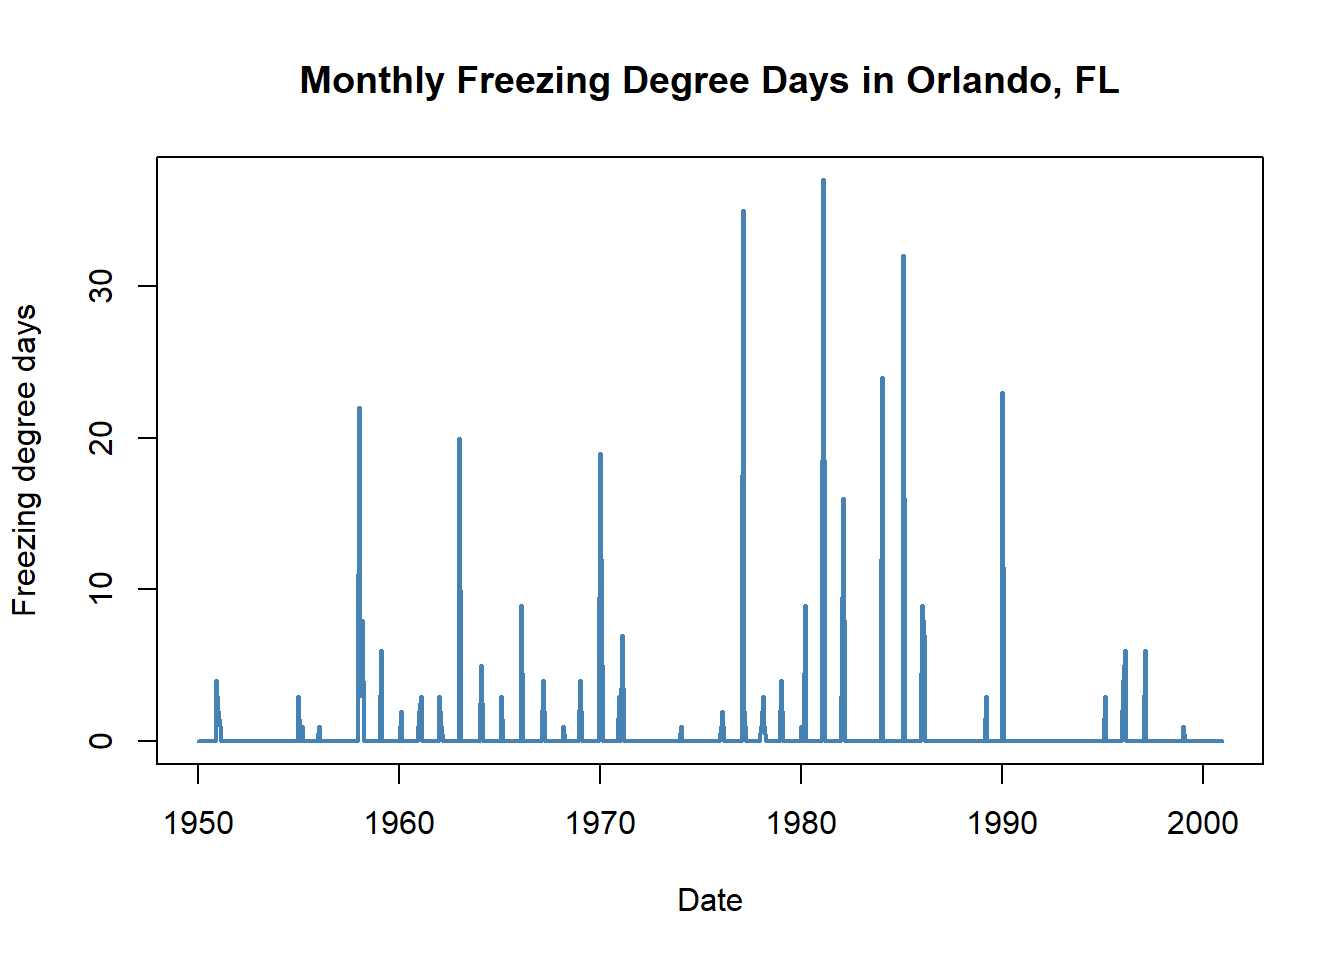 Monthly Freezing Degree Days in Orlando, FL
Freezing degree days
30
20
10
0
1950 1960 1970 1980 1990 2000
Date